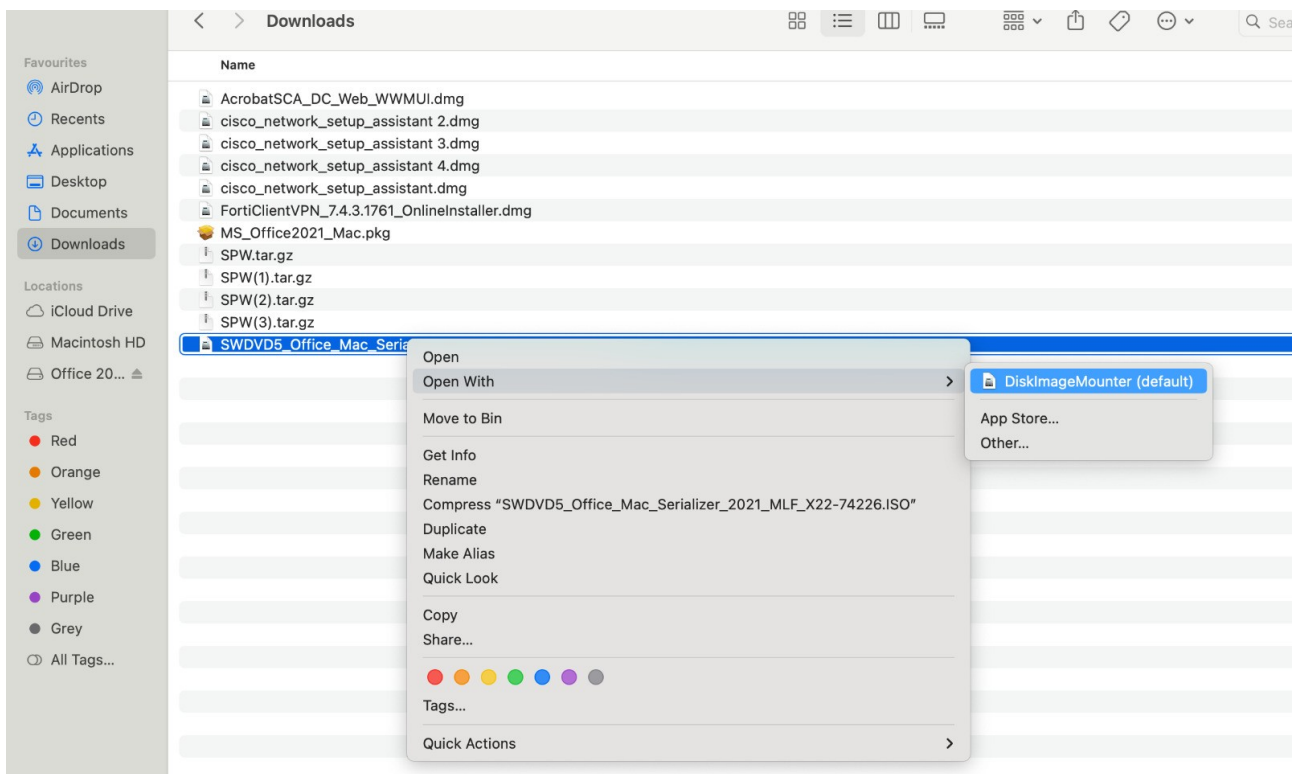 Downloads
Sea
Favourites
AirDrop
Recents
Applications
Desktop
Documents
Downloads
Locations
iCloud Drive
Macintosh HD
Office 20...
Tags
Red
Orange
Yellow
Green
Blue
Purple
Grey
All Tags...
Name
AcrobatSCA_DC_Web_WWMUI.dmg
cisco_network_setup_assistant 2.dmg
cisco_network_setup_assistant 3.dmg
cisco_network_setup_assistant 4.dmg
cisco_network_setup_assistant.dmg
FortiClientVPN_7.4.3.1761_OnlineInstaller.dmg
MS_Office2021_Mac.pkg
SPW.tar.gz
SPW(1).tar.gz
SPW(2).tar.gz
SPW(3).tar.gz
SWDVD5_Office_Mac_Seria
Open
Open With
Move to Bin
Get Info
Rename
Compress “SWDVD5_Office_Mac_Serializer_2021_MLF_X22-74226.ISO”
Duplicate
Make Alias
Quick Look
Copy
Share...
Tags...
Quick Actions
DiskImageMounter (default)
App Store...
Other...